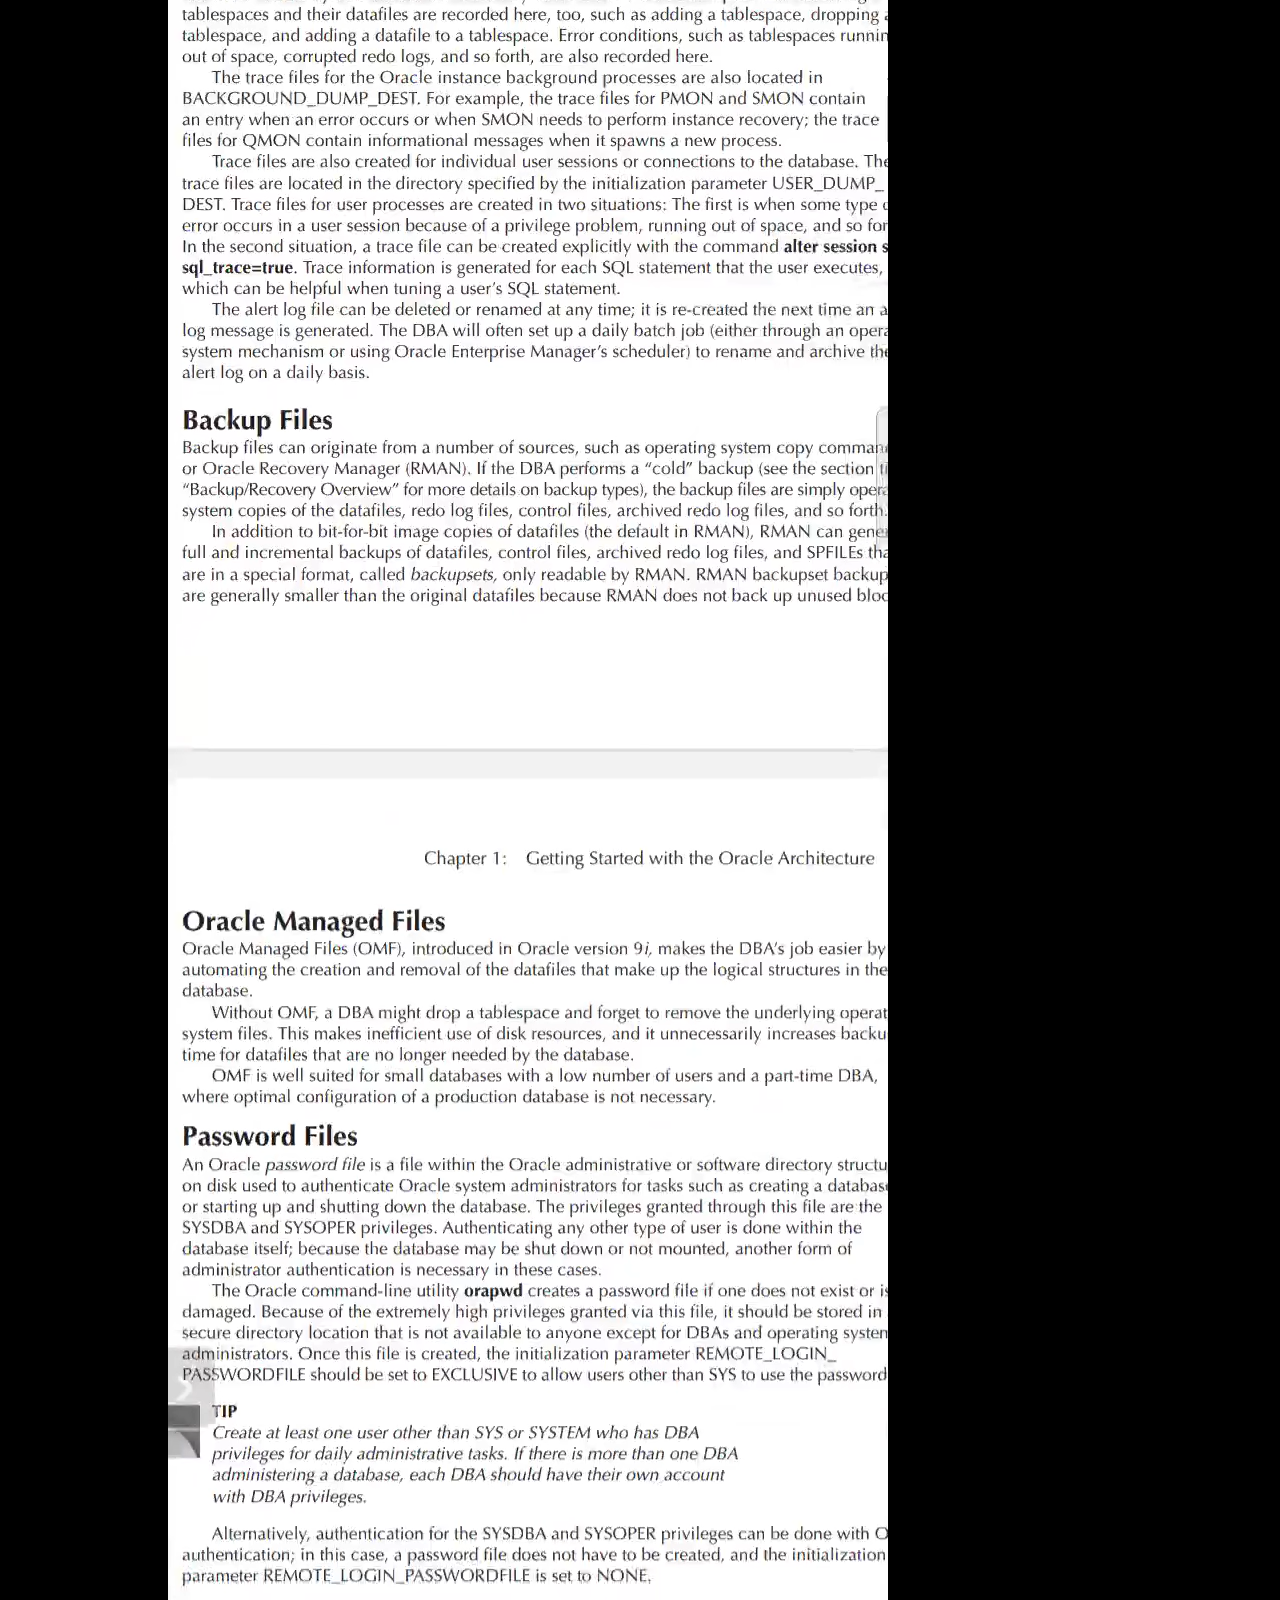 tablespaces and their datafiles are recorded here, too, such as adding a tablespace, dropping
tablespace, and adding a datafile to a tablespace. Error conditions, such as tablespaces
out of space, corrupted redo logs, and so forth, are also recorded here.
The trace files for the Oracle instance background processes are also located in
BACKGROUND_DUMP_DEST. For example, the trace files for PMON and SMON contain
an entry when an error occurs or when SMON needs to perform instance recovery; the trace
files for QMON contain informational messages when it spawns a new process.
Trace files are also created for individual user sessions or connections to the database.
trace files are located in the directory specified by the initialization parameter USER_DUMP_
DEST. Trace files for user processes are created in two situations: The first is when some type
error occurs in a user session because of a privilege problem, running out of space, and so
In the second situation, a trace file can be created explicitly with the command alter session
sql_trace=true. Trace information is generated for each SQL statement that the user executes,
which can be helpful when tuning a user's SQL statement.
The alert log file can be deleted or renamed at any time; it is re-created the next time an
log message is generated. The DBA will often set up a daily batch job (either through an
system mechanism or using Oracle Enterprise Manager's scheduler) to rename and archive the
alert log on a daily basis.
Backup Files
Backup files can originate from a number of sources, such as operating system copy
or Oracle Recovery Manager (RMAN). If the DBA performs a “cold” backup (see the section
“Backup/Recovery Overview” for more details on backup types), the backup files are simply
system copies of the datafiles, redo log files, control files, archived redo log files, and so forth.
In addition to bit-for-bit image copies of datafiles (the default in RMAN), RMAN can
full and incremental backups of datafiles, control files, archived redo log files, and SPFILEs
are in a special format, called backupsets, only readable by RMAN. RMAN backupset
are generally smaller than the original datafiles because RMAN does not back up unused
Chapter 1: Getting Started with the Oracle Architecture
Oracle Managed Files
Oracle Managed Files (OMF), introduced in Oracle version 9i, makes the DBA's job easier by
automating the creation and removal of the datafiles that make up the logical structures in the
database.
Without OMF, a DBA might drop a tablespace and forget to remove the underlying
system files. This makes inefficient use of disk resources, and it unnecessarily increases
time for datafiles that are no longer needed by the database.
OMF is well suited for small databases with a low number of users and a part-time DBA,
where optimal configuration of a production database is not necessary.
Password Files
An Oracle password file is a file within the Oracle administrative or software directory
on disk used to authenticate Oracle system administrators for tasks such as creating a
or starting up and shutting down the database. The privileges granted through this file are the
SYSDBA and SYSOPER privileges. Authenticating any other type of user is done within the
database itself; because the database may be shut down or not mounted, another form of
administrator authentication is necessary in these cases.
The Oracle command-line utility orapwd creates a password file if one does not exist or
damaged. Because of the extremely high privileges granted via this file, it should be stored in
secure directory location that is not available to anyone except for DBAs and operating
administrators. Once this file is created, the initialization parameter REMOTE_LOGIN_
PASSWORDFILE should be set to EXCLUSIVE to allow users other than SYS to use the password
TIP
Create at least one user other than SYS or SYSTEM who has DBA
privileges for daily administrative tasks. If there is more than one DBA
administering a database, each DBA should have their own account
with DBA privileges.
Alternatively, authentication for the SYSDBA and SYSOPER privileges can be done with
authentication; in this case, a password file does not have to be created, and the initialization
parameter REMOTE_LOGIN_PASSWORDFILE is set to NONE.